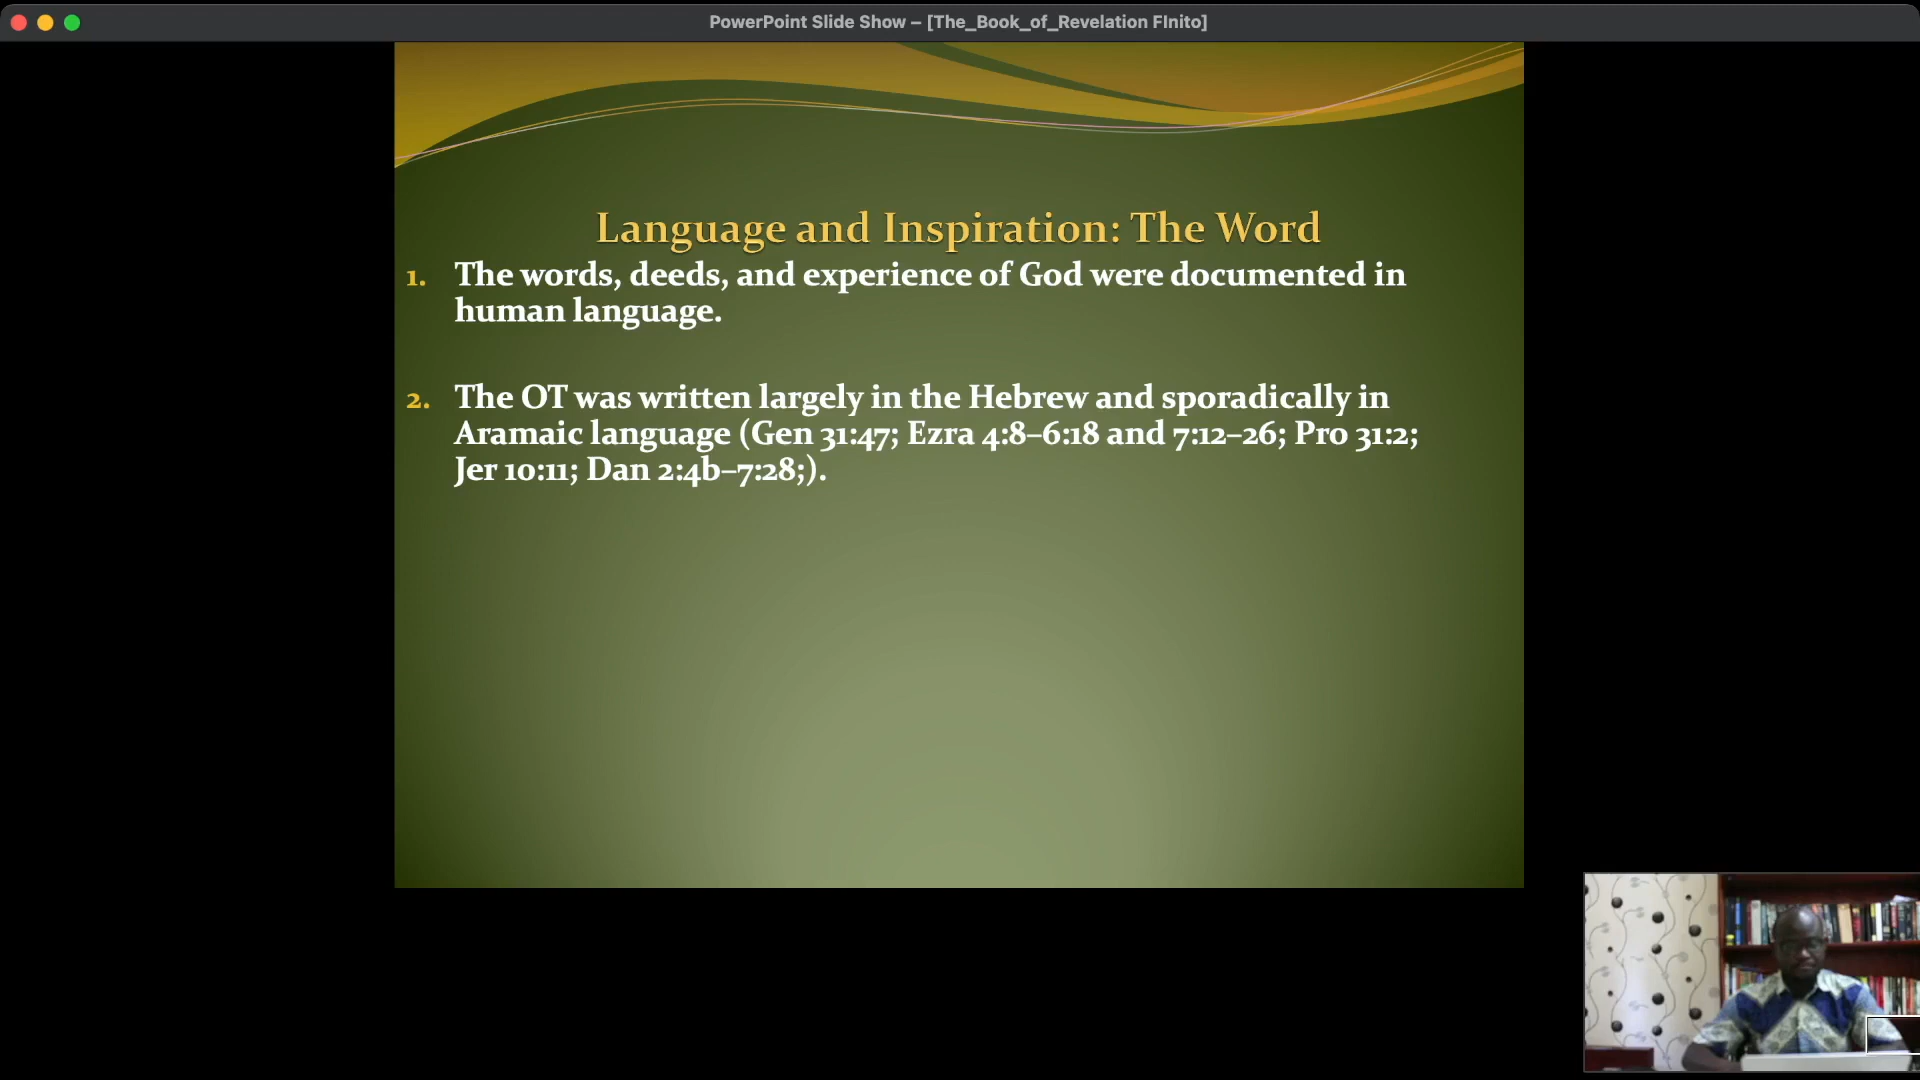 PowerPoint Slide Show – [The_Book_of_Revelation FInito]
Language and Inspiration: The Word
1. The words, deeds, and experience of God were documented in
human language.
2. The OT was written largely in the Hebrew and sporadically in
Aramaic language (Gen 31:47; Ezra 4:8–6:18 and 7:12–26; Pro 31:2;
Jer 10:11; Dan 2:4b–7:28;).